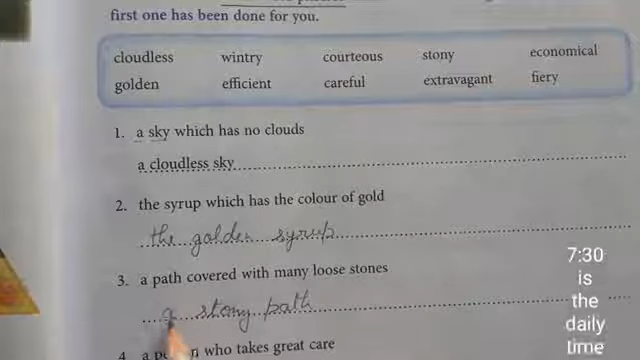 first one has been done for you.
cloudless wintry courteous stony economical
golden efficient careful extravagant fiery
1. a sky which has no clouds
a cloudless sky
2. the syrup which has the colour of gold
the golden syrup
3. a path covered with many loose stones
a stony path
4 a who takes great care
7:30
is
the
daily
time